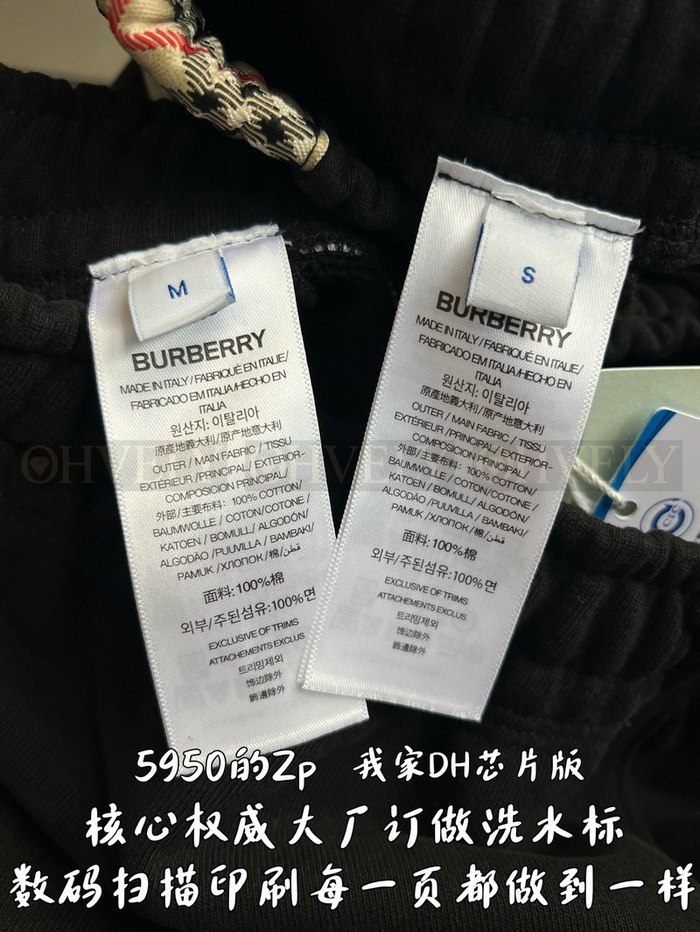 M
BURBERRY
MADE IN ITALY / FABRIQUÉ EN ITALIE/
FABRICADO EM ITALIA/HECHO EN
ITALIA
원산지: 이탈리아
原產地義大利/原产地意大利
OUTER / MAIN FABRIC / TISSU
EXTÉRIEUR /PRINCIPAL/ EXTERIOR-
COMPOSICION PRINCIPAL/
外部/主要布料: 100% COTTON/
BAUMWOLLE / COTON/COTONE /
KATOEN / BOMULL/ ALGODÓN/
ALGODÃO /PUUVILLA / BAMBAKI/
PAMUK /ХЛОПОК /棉/قطن
面料:100%棉
외부/주된섬유:100%면
EXCLUSIVE OF TRIMS
ATTACHEMENTS EXCLUS
트리밍제외
饰边除外
飾邊除外
S
BURBERRY
MADE IN ITALY / FABRIQUÉ EN ITALIE/
FABRICADO EM ITALIA/HECHO EN
ITALIA
원산지: 이탈리아
原產地義大利/原产地意大利
OUTER / MAIN FABRIC / TISSU
EXTÉRIEUR /PRINCIPAL/ EXTERIOR-
COMPOSICION PRINCIPAL/
外部/主要布料: 100% COTTON/
BAUMWOLLE / COTON/COTONE /
KATOEN / BOMULL/ ALGODÓN/
ALGODÃO /PUUVILLA / BAMBAKI/
PAMUK /ХЛОПОК /棉/قطن
面料:100%棉
외부/주된섬유:100%면
EXCLUSIVE OF TRIMS
ATTACHEMENTS EXCLUS
트리밍제외
饰边除外
飾邊除外
5950的Zp 我家DH芯片版
核心权威大厂订做洗水标
数码扫描印刷每一页都做到一样